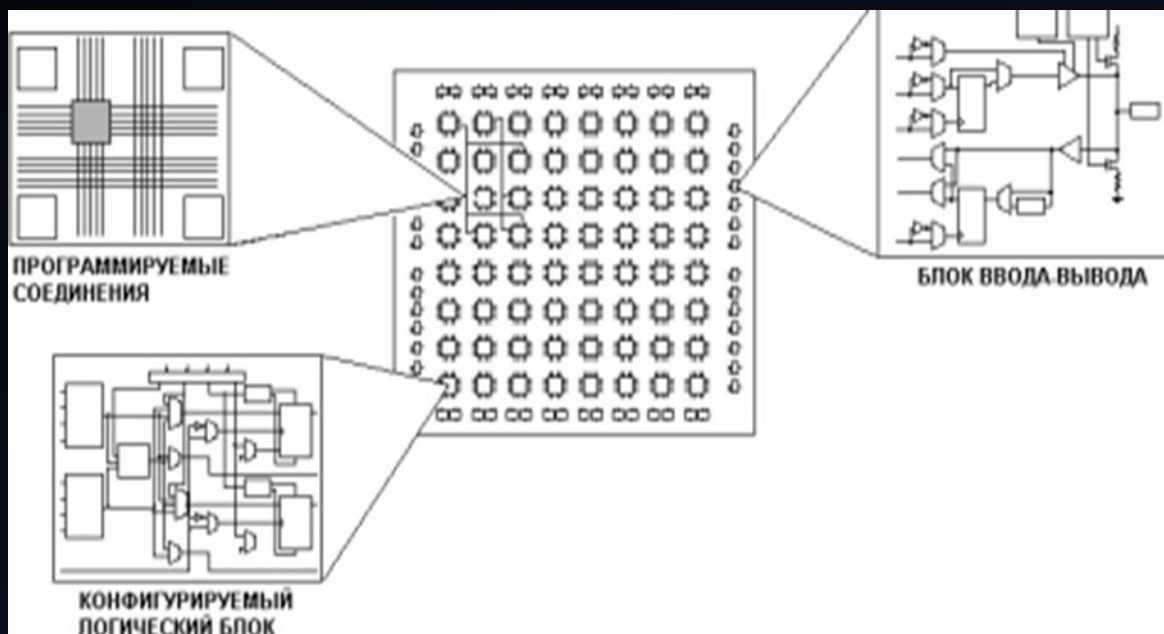 ПРОГРАММИРУЕМЫЕ
СОЕДИНЕНИЯ
БЛОК ВВОДА-ВЫВОДА
КОНФИГУРИРУЕМЫЙ
ЛОГИЧЕСКИЙ БЛОК